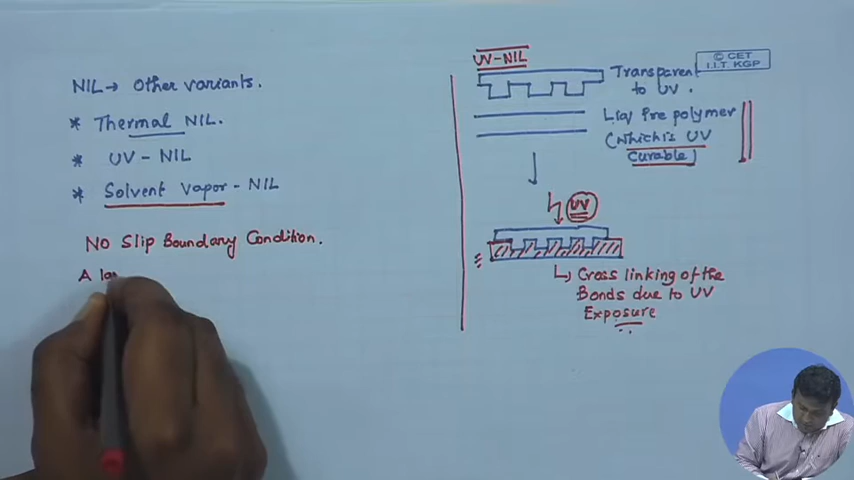 NIL → Other variants.
* Thermal NIL.
* UV - NIL
* Solvent Vapor - NIL
No Slip Boundary Condition.
A
UV-NIL
Transparent
to UV.
© CET
I.I.T. KGP
Liq Pre polymer
(which is UV
Curable)
UV
↳ Cross linking of the
Bonds due to UV
Exposure